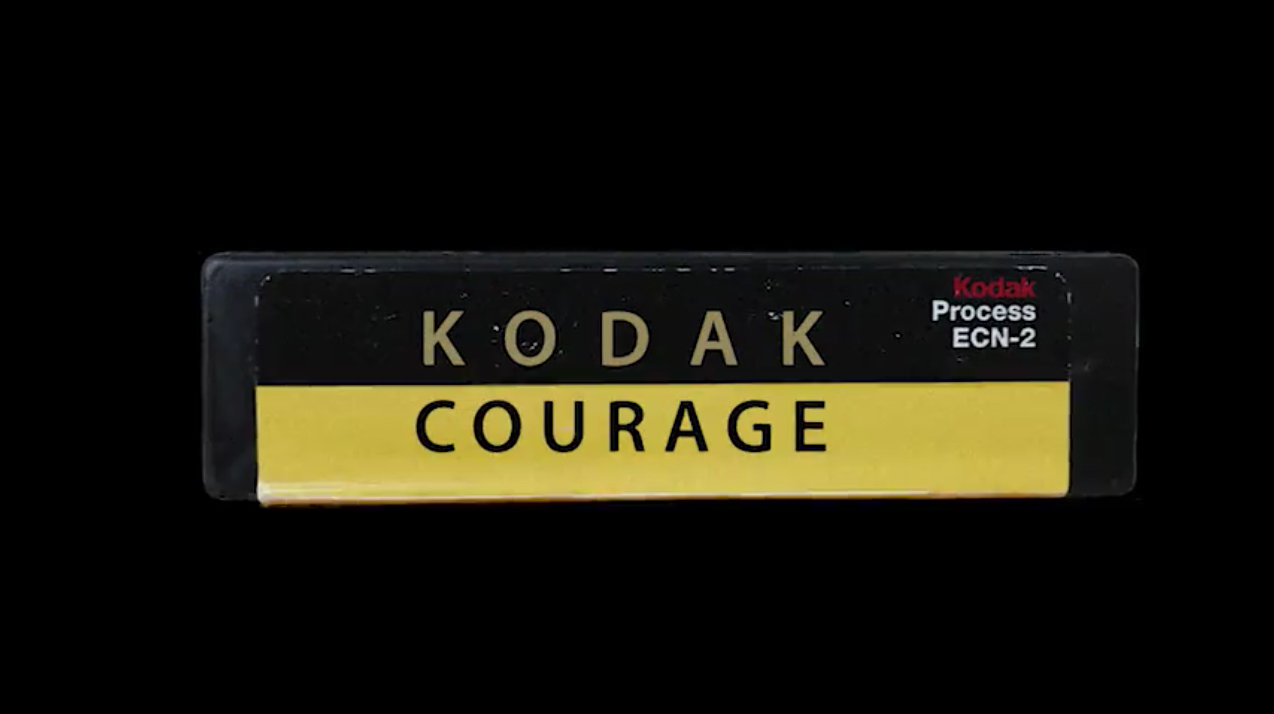 Kodak
Process
ECN-2
KODAK
COURAGE